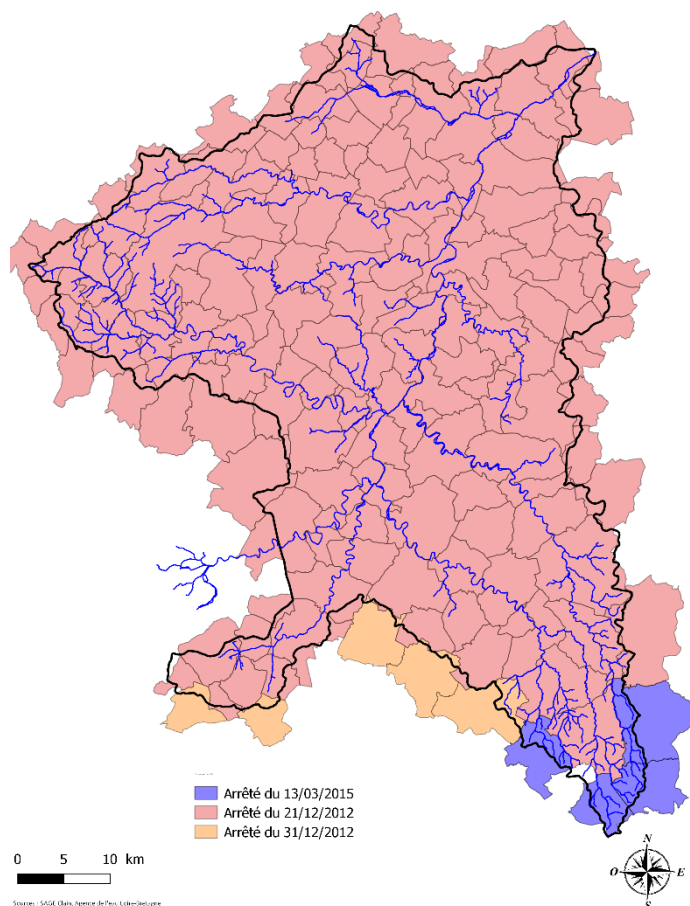 Arrêté du 13/03/2015
Arrêté du 21/12/2012
Arrêté du 31/12/2012
0 5 10 km
N
O E
S
Sources : SAGE Clain, Agence de l'eau Loire-Bretagne